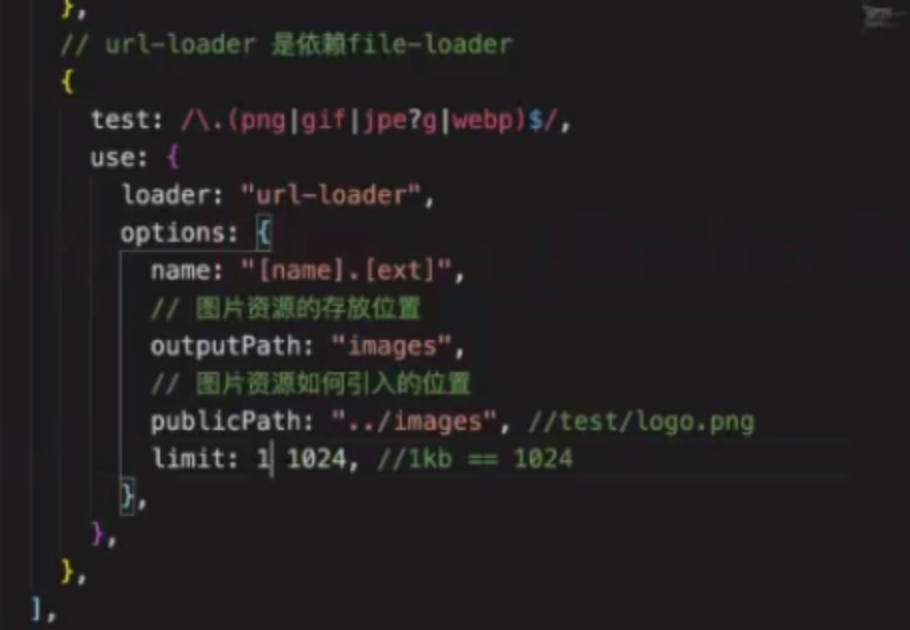 },
// url-loader 是依赖file-loader
{
test: /\.(png|gif|jpe?g|webp)$/,
use: {
loader: "url-loader",
options: {
name: "[name].[ext]",
// 图片资源的存放位置
outputPath: "images",
// 图片资源如何引入的位置
publicPath: "../images", //test/logo.png
limit: 1 1024, //1kb == 1024
},
},
},
],